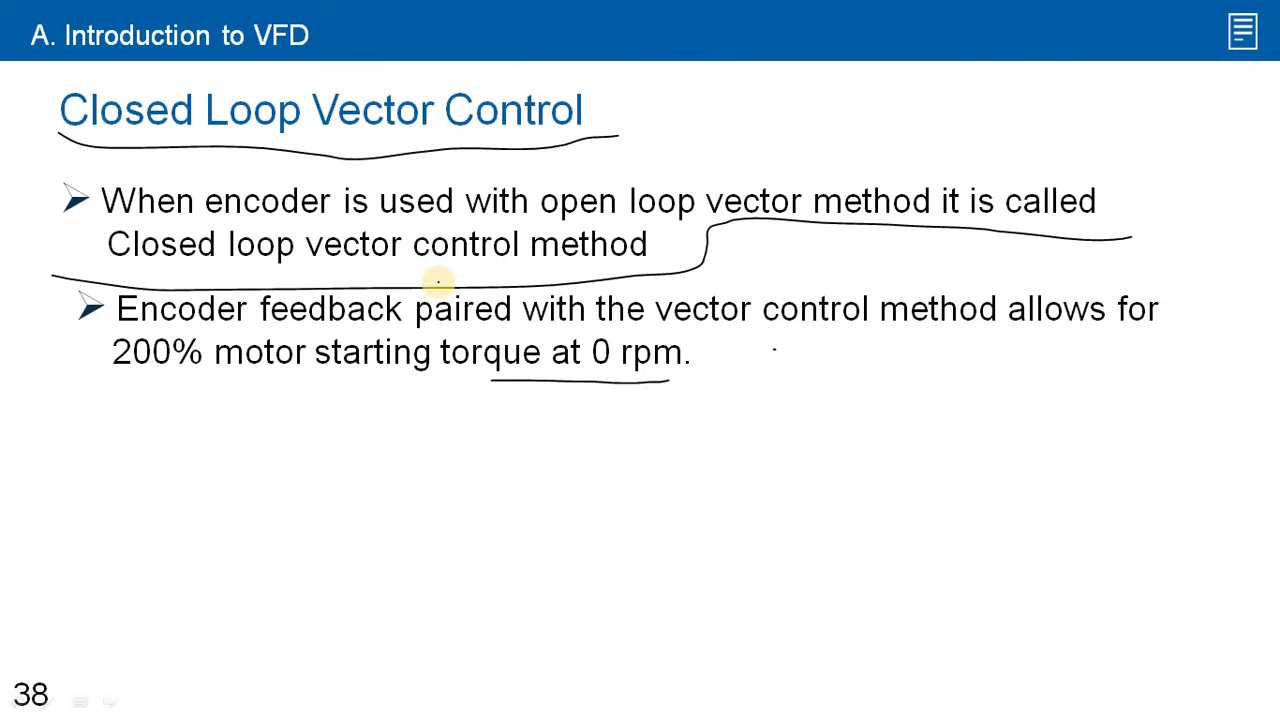 A. Introduction to VFD
Closed Loop Vector Control
When encoder is used with open loop vector method it is called
Closed loop vector control method
Encoder feedback paired with the vector control method allows for
200% motor starting torque at 0 rpm.
38